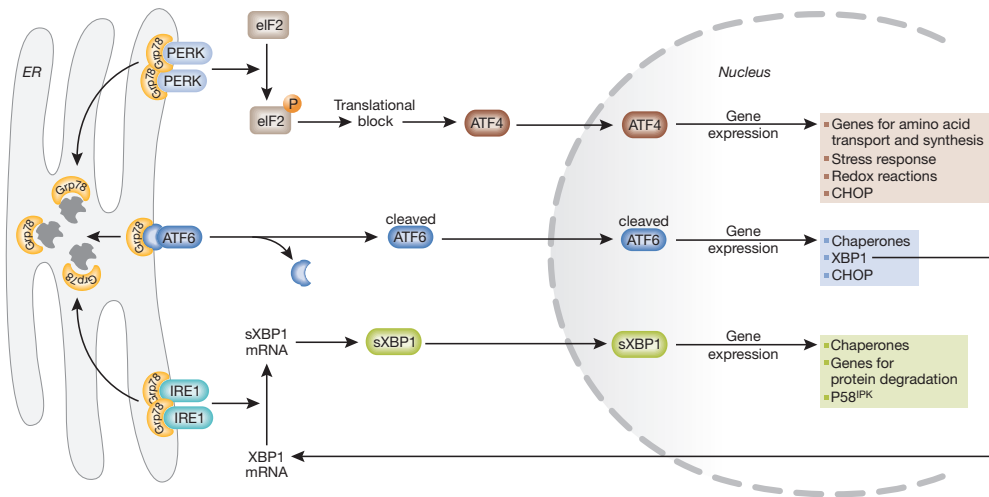 ER
Grp78
Grp78
PERK
PERK
eIF2
eIF2
P
Translational
block
ATF4
Nucleus
ATF4
Gene
expression
Genes for amino acid
transport and synthesis
Stress response
Redox reactions
CHOP
Grp78
Grp78
Grp78
Grp78
ATF6
cleaved
ATF6
cleaved
ATF6
Gene
expression
Chaperones
XBP1
CHOP
sXBP1
mRNA
sXBP1
sXBP1
Gene
expression
Chaperones
Genes for
protein degradation
P58IPK
Grp78
Grp78
IRE1
IRE1
XBP1
mRNA